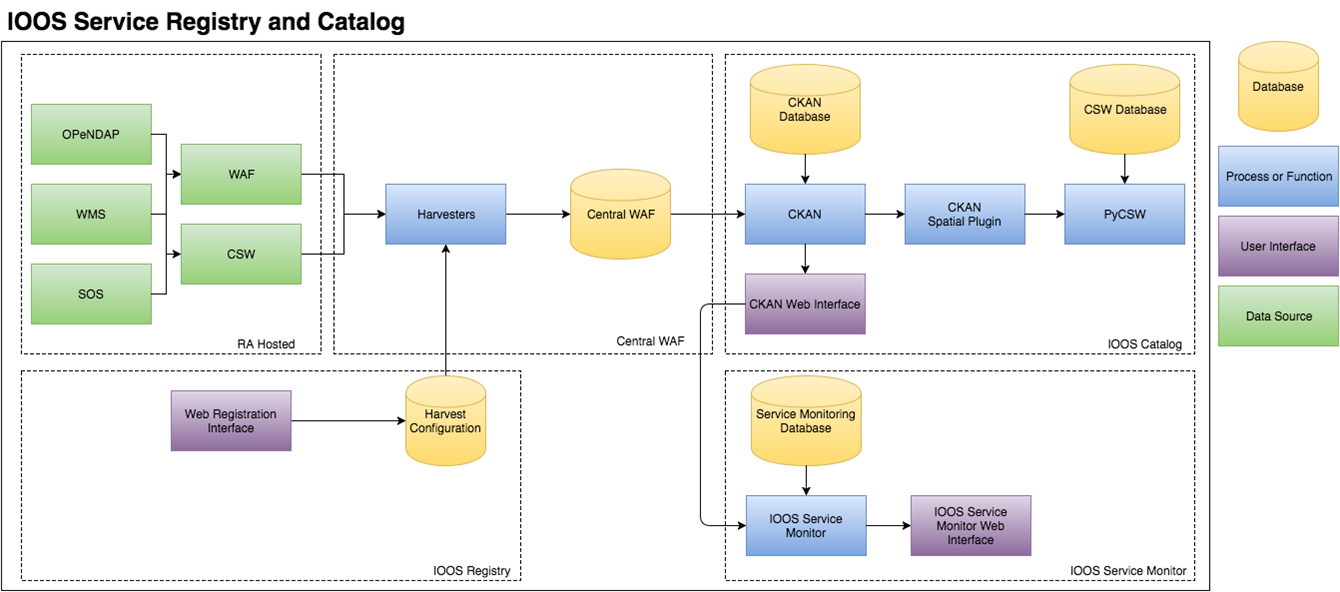 IOOS Service Registry and Catalog
OPeNDAP
WMS
SOS
WAF
CSW
RA Hosted
Harvesters
Central WAF
Central WAF
CKAN
Database
CSW Database
CKAN
CKAN
Spatial Plugin
PyCSW
CKAN Web Interface
IOOS Catalog
Web Registration
Interface
Harvest
Configuration
IOOS Registry
Service Monitoring
Database
IOOS Service
Monitor
IOOS Service
Monitor Web
Interface
IOOS Service Monitor
Database
Process or Function
User Interface
Data Source